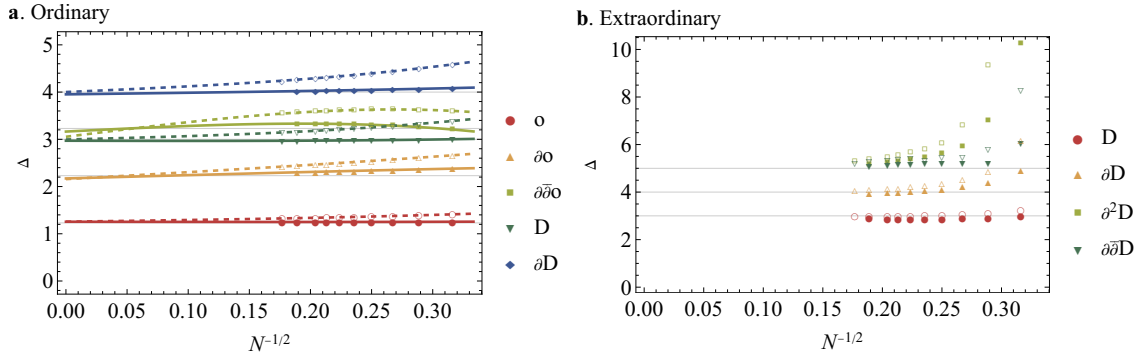 a. Ordinary
5
4
3
2
1
0
Δ
0.00 0.05 0.10 0.15 0.20 0.25 0.30
N^{-1/2}
o
∂o
∂∂̄o
D
∂D
b. Extraordinary
10
8
6
4
2
0
Δ
0.00 0.05 0.10 0.15 0.20 0.25 0.30
N^{-1/2}
D
∂D
∂²D
∂∂̄D